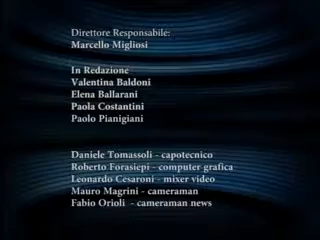 Direttore Responsabile:
Marcello Migliosi
In Redazione
Valentina Baldoni
Elena Ballarani
Paola Costantini
Paolo Pianigiani
Daniele Tomassoli - capotecnico
Roberto Forasiepi - computer grafica
Leonardo Cesaroni - mixer video
Mauro Magrini - cameraman
Fabio Orioli - cameraman news